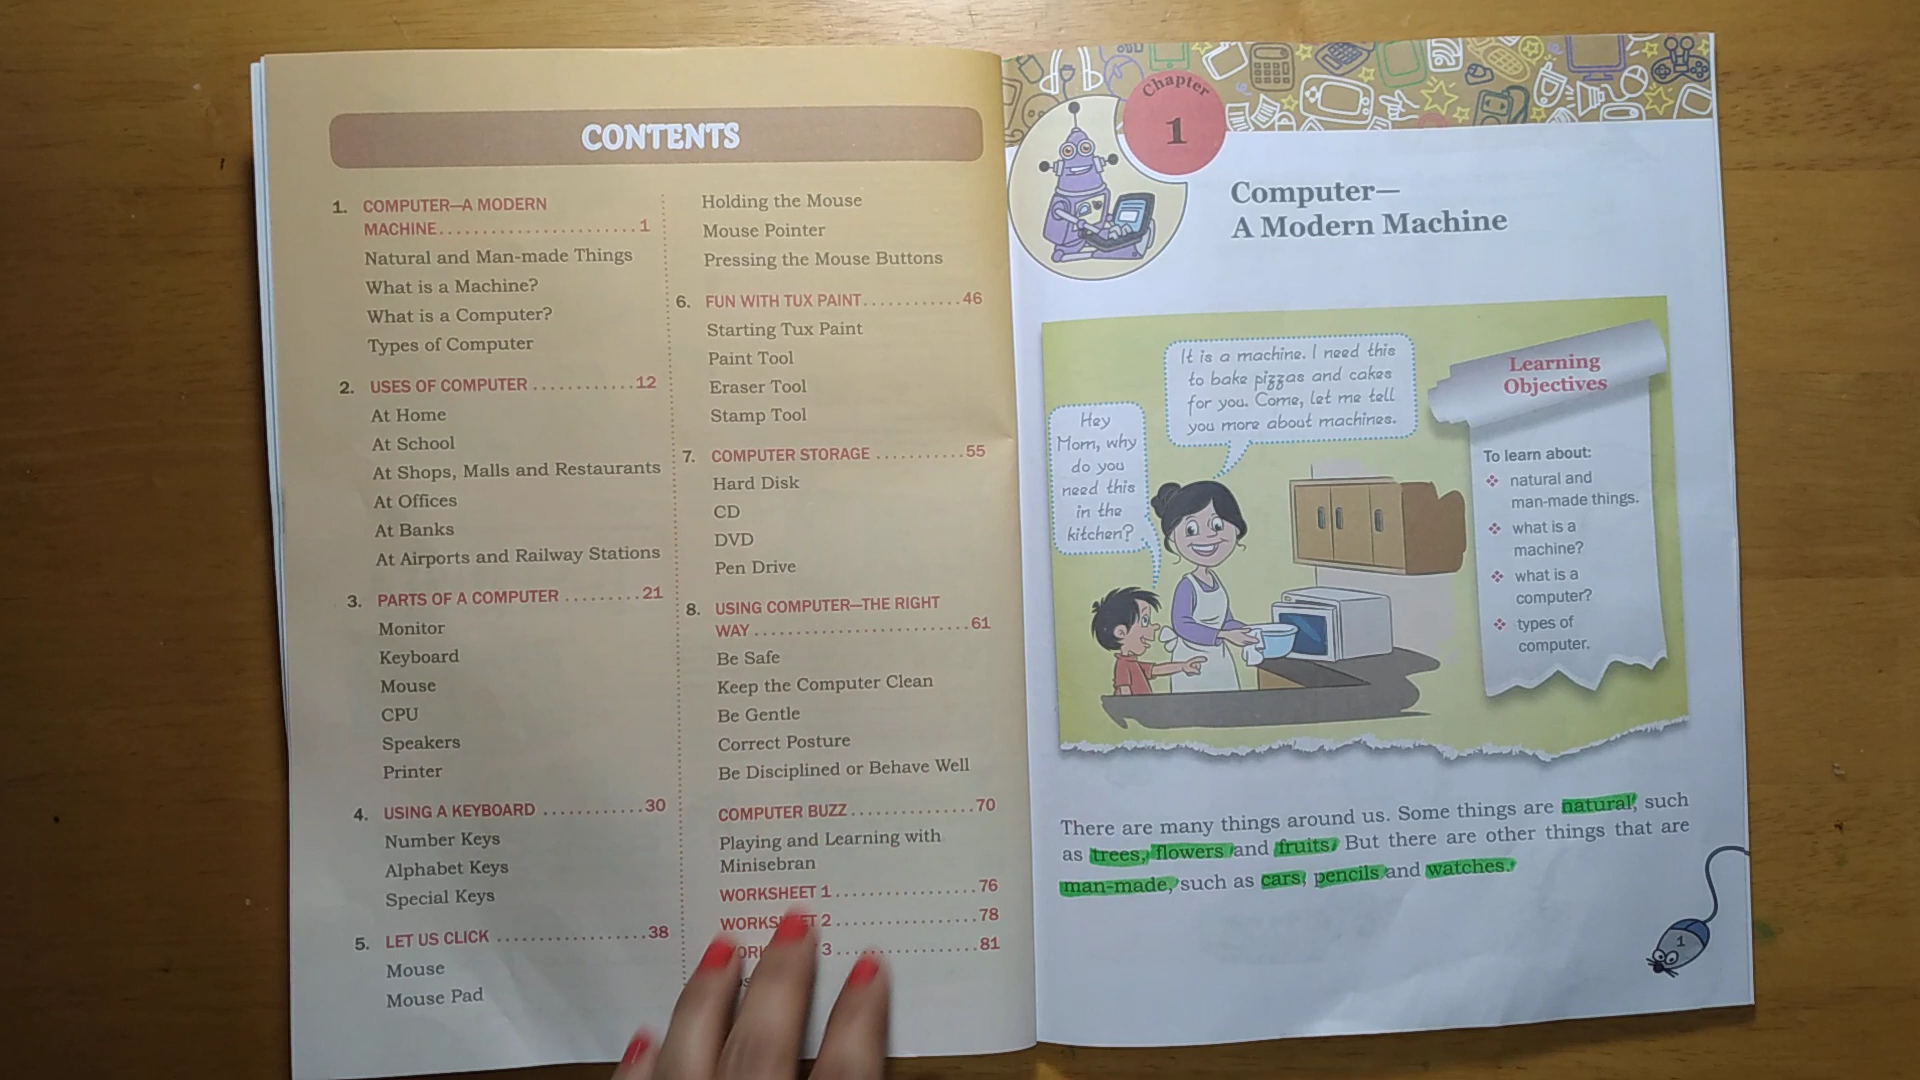 CONTENTS
1. COMPUTER—A MODERN
MACHINE.......................1
Natural and Man-made Things
What is a Machine?
What is a Computer?
Types of Computer
2. USES OF COMPUTER ............12
At Home
At School
At Shops, Malls and Restaurants
At Offices
At Banks
At Airports and Railway Stations
3. PARTS OF A COMPUTER .........21
Monitor
Keyboard
Mouse
CPU
Speakers
Printer
4. USING A KEYBOARD ............30
Number Keys
Alphabet Keys
Special Keys
5. LET US CLICK ..................38
Mouse
Mouse Pad
Holding the Mouse
Mouse Pointer
Pressing the Mouse Buttons
6. FUN WITH TUX PAINT............46
Starting Tux Paint
Paint Tool
Eraser Tool
Stamp Tool
7. COMPUTER STORAGE ...........55
Hard Disk
CD
DVD
Pen Drive
8. USING COMPUTER—THE RIGHT
WAY..........................61
Be Safe
Keep the Computer Clean
Be Gentle
Correct Posture
Be Disciplined or Behave Well
COMPUTER BUZZ ...............70
Playing and Learning with
Minisebran
WORKSHEET 1.................76
2.................78
3.................81
Chapter
1
Computer—
A Modern Machine
It is a machine. I need this
to bake pizzas and cakes
for you. Come, let me tell
you more about machines.
Hey
Mom, why
do you
need this
in the
kitchen?
Learning
Objectives
To learn about:
❖ natural and
man-made things.
❖ what is a
machine?
❖ what is a
computer?
❖ types of
computer.
There are many things around us. Some things are natural, such
as trees, flowers and fruits. But there are other things that are
man-made, such as cars, pencils and watches.
1